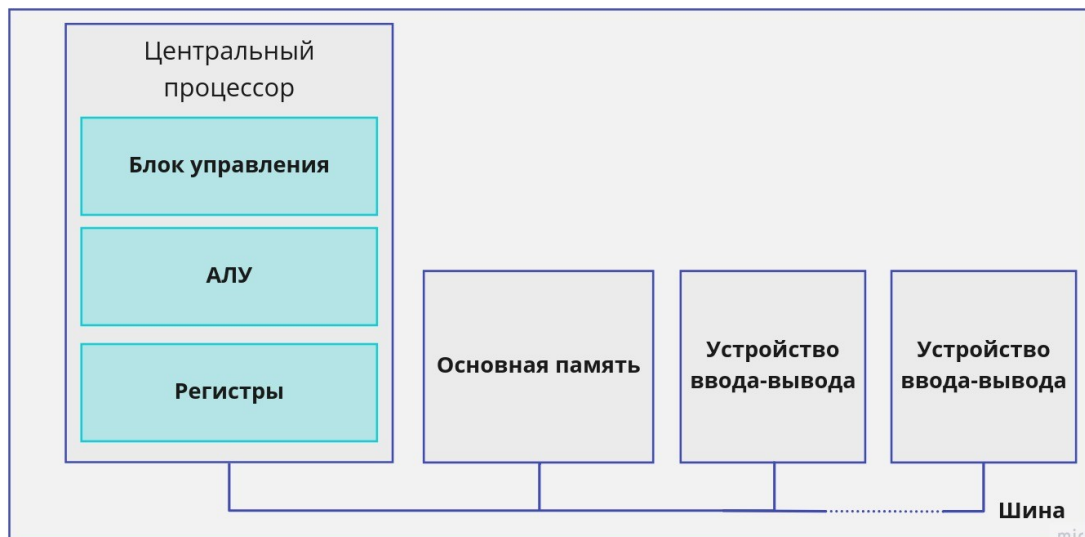 Центральный
процессор
Блок управления
АЛУ
Регистры
Основная память
Устройство
ввода-вывода
Устройство
ввода-вывода
Шина